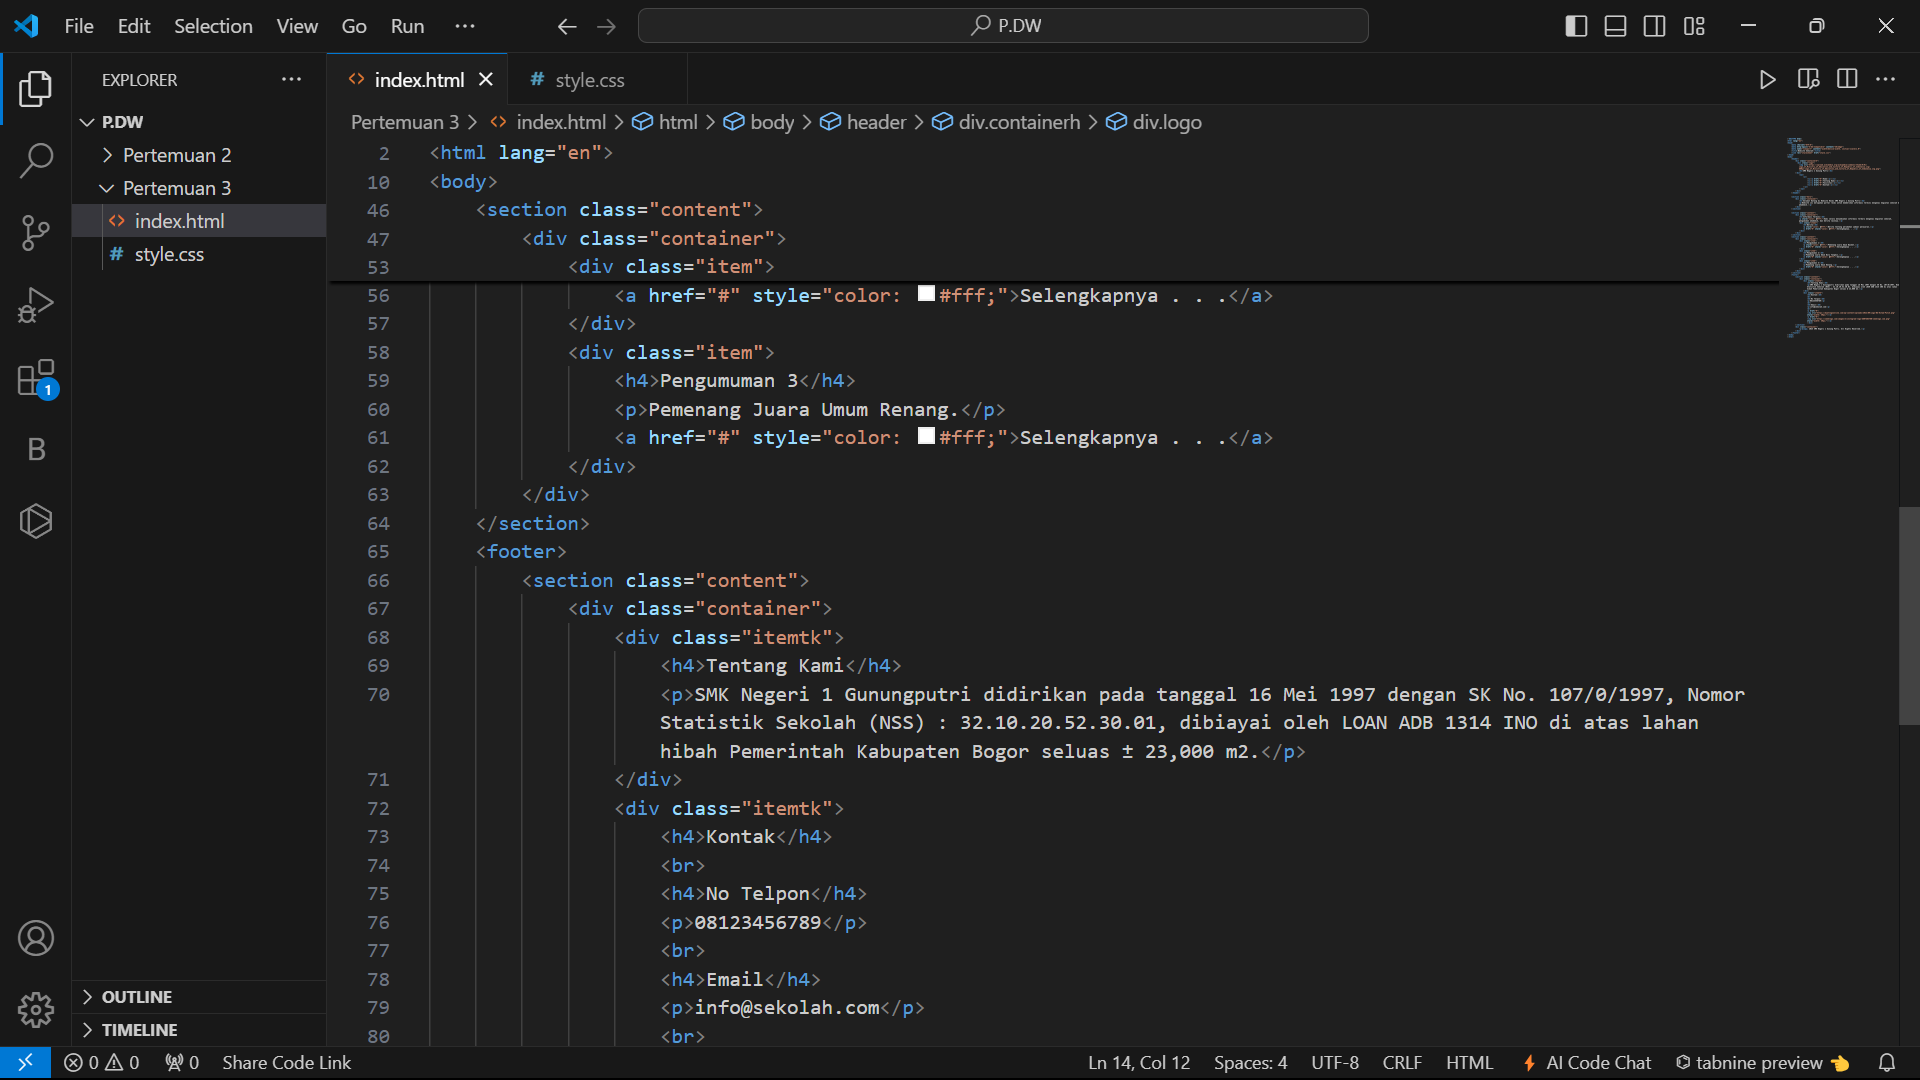 File Edit Selection View Go Run ···
P.DW
EXPLORER
P.DW
Pertemuan 2
Pertemuan 3
index.html
style.css
OUTLINE
TIMELINE
index.html
style.css
Pertemuan 3 > index.html > html > body > header > div.containerh > div.logo
2 <html lang="en">
10 <body>
46 <section class="content">
47 <div class="container">
53 <div class="item">
56 <a href="#" style="color: #fff;">Selengkapnya . . .</a>
57 </div>
58 <div class="item">
59 <h4>Pengumuman 3</h4>
60 <p>Pemenang Juara Umum Renang.</p>
61 <a href="#" style="color: #fff;">Selengkapnya . . .</a>
62 </div>
63 </div>
64 </section>
65 <footer>
66 <section class="content">
67 <div class="container">
68 <div class="itemtk">
69 <h4>Tentang Kami</h4>
70 <p>SMK Negeri 1 Gunungputri didirikan pada tanggal 16 Mei 1997 dengan SK No. 107/0/1997, Nomor
Statistik Sekolah (NSS) : 32.10.20.52.30.01, dibiayai oleh LOAN ADB 1314 INO di atas lahan
hibah Pemerintah Kabupaten Bogor seluas ± 23,000 m2.</p>
71 </div>
72 <div class="itemtk">
73 <h4>Kontak</h4>
74 <br>
75 <h4>No Telpon</h4>
76 <p>08123456789</p>
77 <br>
78 <h4>Email</h4>
79 <p>info@sekolah.com</p>
80 <br>
1
B
0 0 0 Share Code Link
Ln 14, Col 12 Spaces: 4 UTF-8 CRLF HTML AI Code Chat tabnine preview